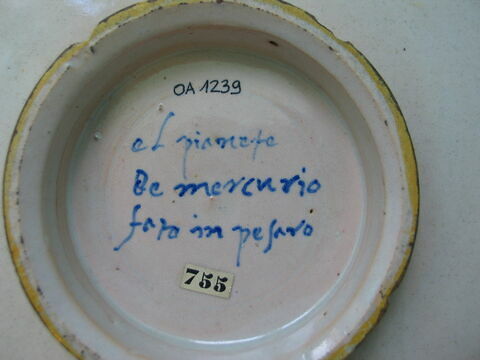 OA 1239
el pianete
De mercurio
fato in pesaro
755